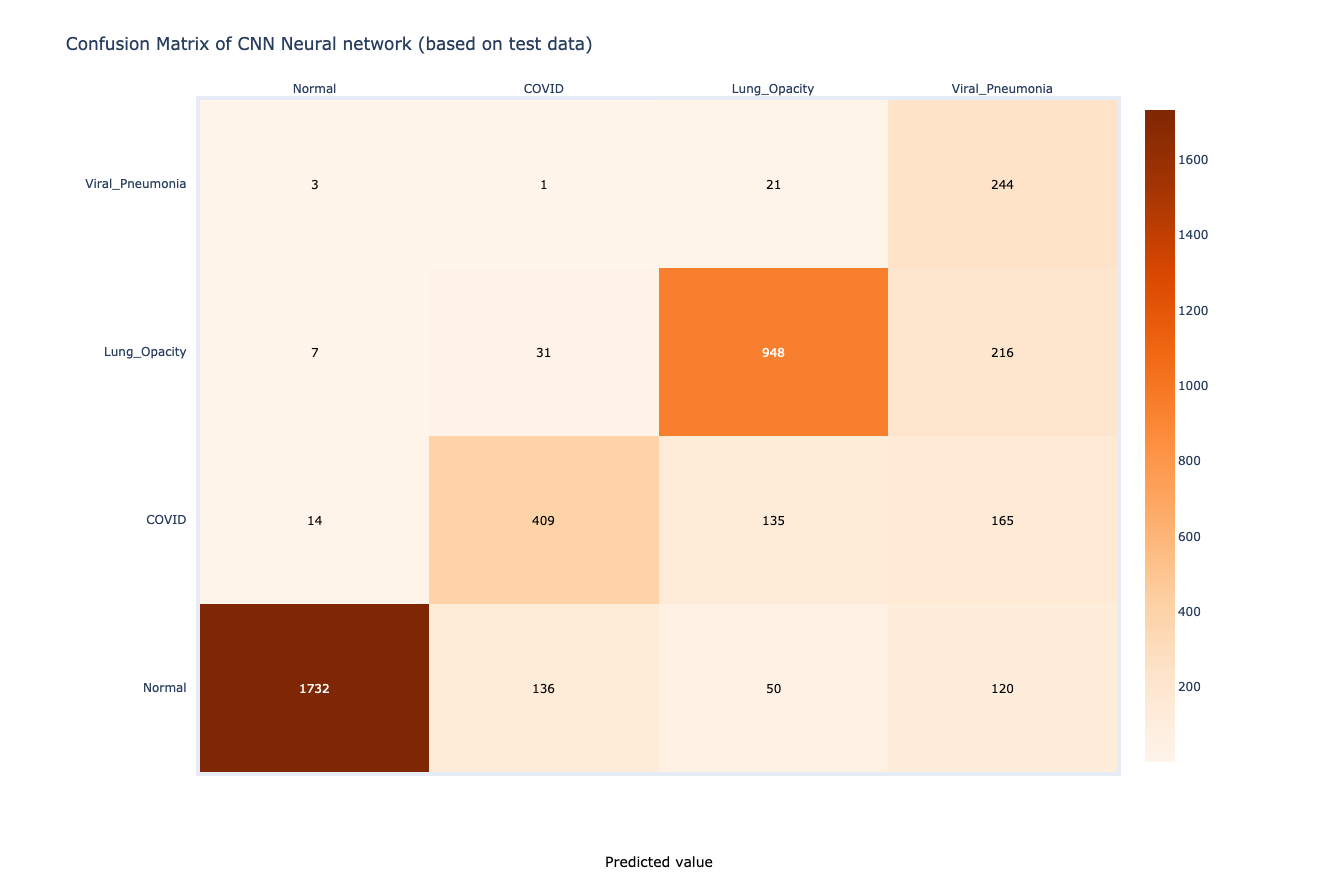 Confusion Matrix of CNN Neural network (based on test data)
Normal COVID Lung_Opacity Viral_Pneumonia
Viral_Pneumonia 3 1 21 244
Lung_Opacity 7 31 948 216
COVID 14 409 135 165
Normal 1732 136 50 120
1600
1400
1200
1000
800
600
400
200
Predicted value